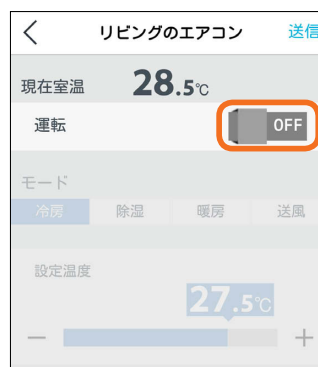 リビングのエアコン 送信
現在室温 28.5℃
運転 OFF
モード
冷房 除湿 暖房 送風
設定温度
27.5℃
− +